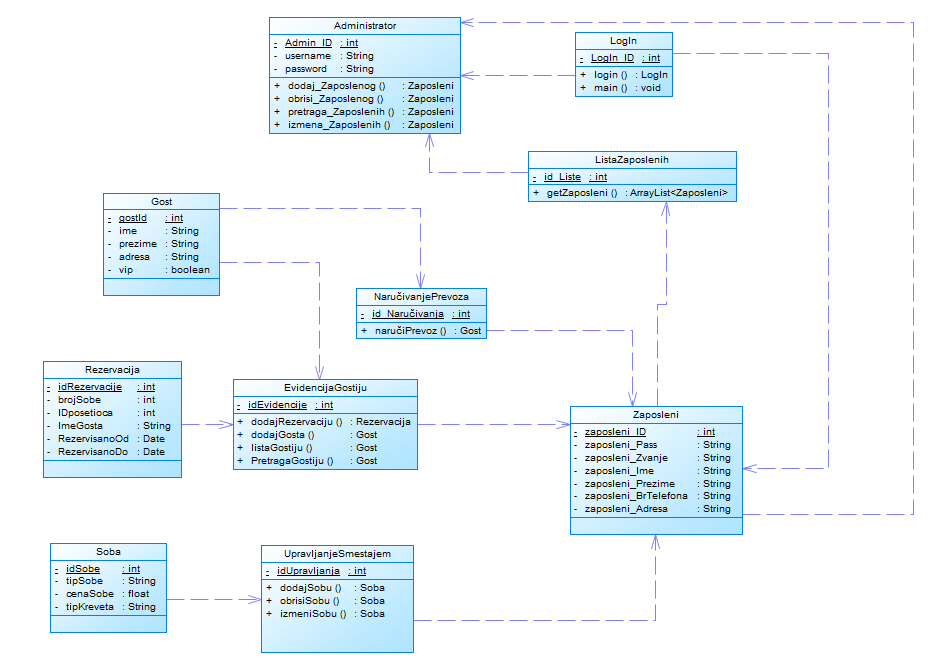 Administrator
- Admin_ID : int
- username : String
- password : String
+ dodaj_Zaposlenog () : Zaposleni
+ obrisi_Zaposlenog () : Zaposleni
+ pretraga_Zaposlenih () : Zaposleni
+ izmena_Zaposlenih () : Zaposleni
LogIn
- LogIn_ID : int
+ login () : LogIn
+ main () : void
ListaZaposlenih
- id_Liste : int
+ getZaposleni () : ArrayList<Zaposleni>
Gost
- gostId : int
- ime : String
- prezime : String
- adresa : String
- vip : boolean
NaručivanjePrevoza
- id_Naručivanja : int
+ naručiPrevoz () : Gost
Rezervacija
- idRezervacije : int
- brojSobe : int
- IDposetioca : int
- ImeGosta : String
- RezervisanoOd : Date
- RezervisanoDo : Date
EvidencijaGostiju
- idEvidencije : int
+ dodajRezervaciju () : Rezervacija
+ dodajGosta () : Gost
+ listaGostiju () : Gost
+ PretragaGostiju () : Gost
Zaposleni
- zaposleni_ID : int
- zaposleni_Pass : String
- zaposleni_Zvanje : String
- zaposleni_Ime : String
- zaposleni_Prezime : String
- zaposleni_BrTelefona : String
- zaposleni_Adresa : String
Soba
- idSobe : int
- tipSobe : String
- cenaSobe : float
- tipKreveta : String
UpravljanjeSmestajem
- idUpravljanja : int
+ dodajSobu () : Soba
+ obrisiSobu () : Soba
+ izmeniSobu () : Soba